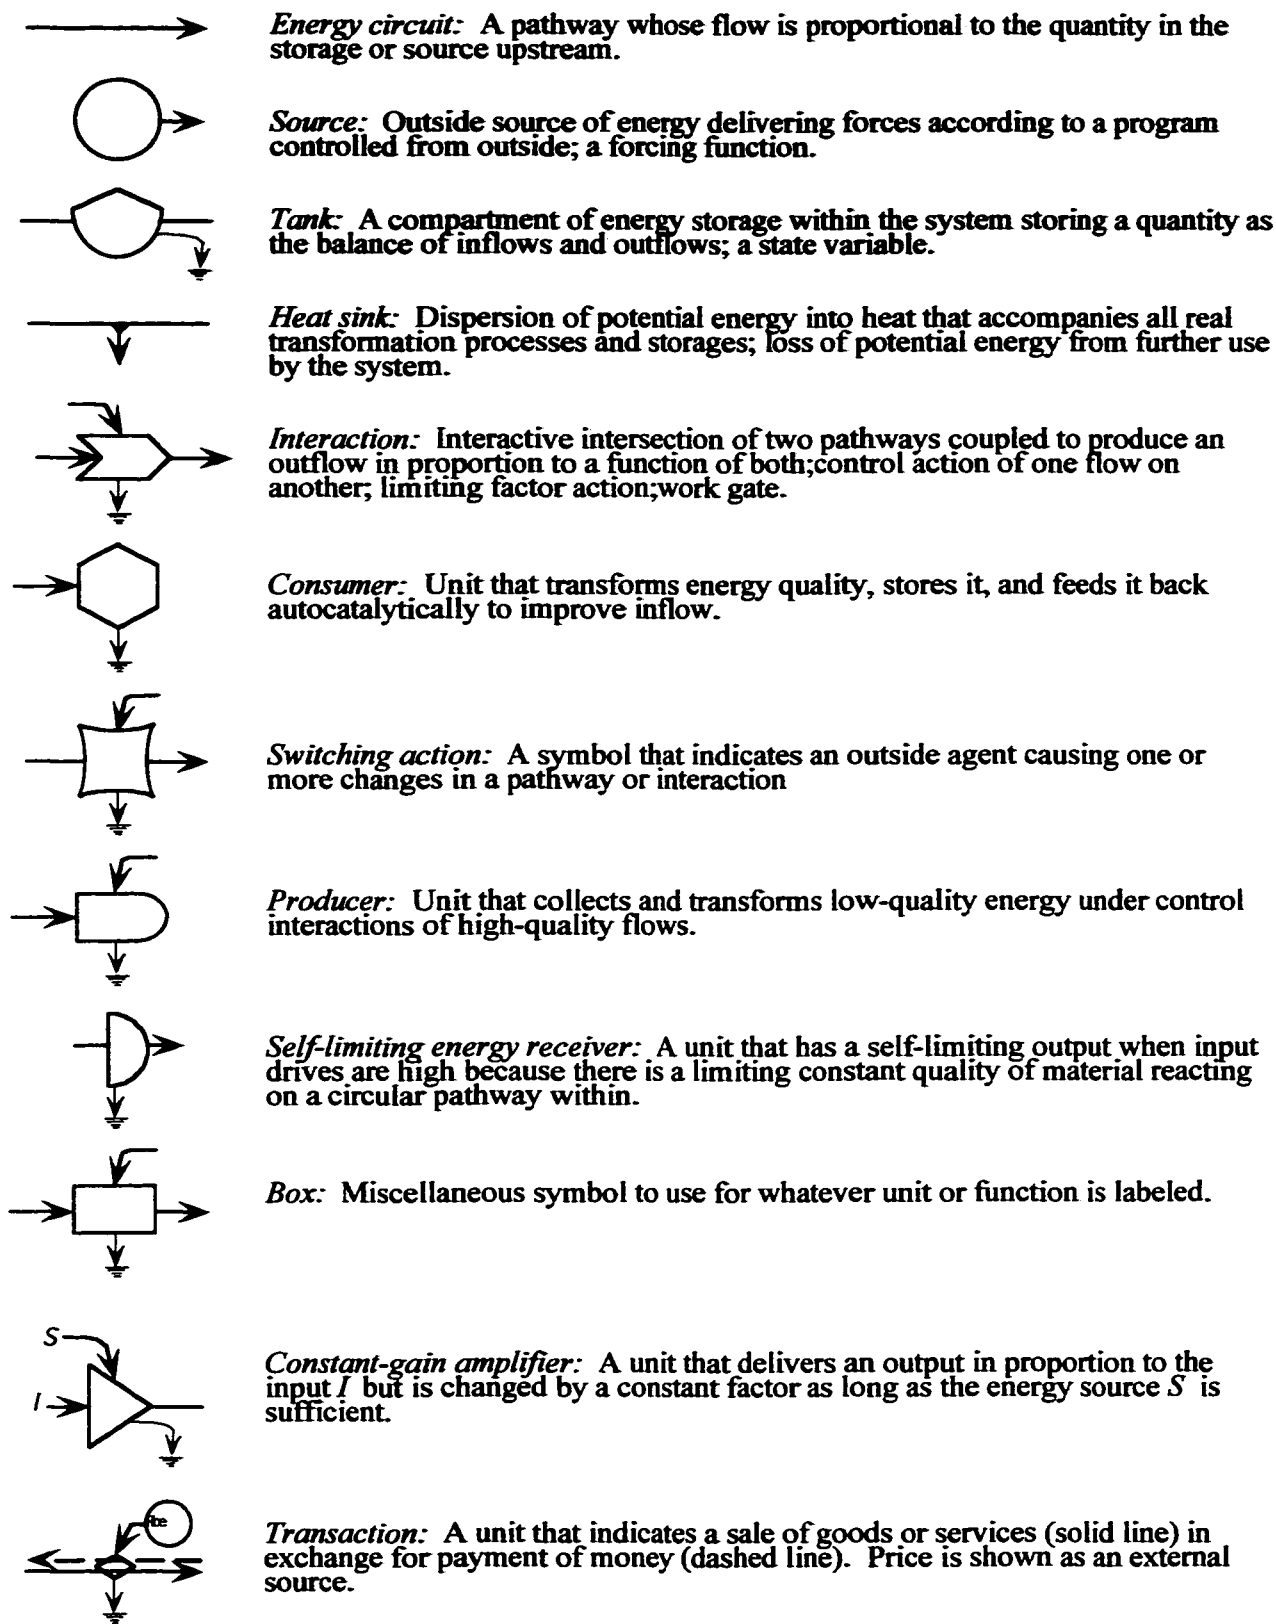 Energy circuit: A pathway whose flow is proportional to the quantity in the
storage or source upstream.
Source: Outside source of energy delivering forces according to a program
controlled from outside; a forcing function.
Tank: A compartment of energy storage within the system storing a quantity as
the balance of inflows and outflows; a state variable.
Heat sink: Dispersion of potential energy into heat that accompanies all real
transformation processes and storages; loss of potential energy from further use
by the system.
Interaction: Interactive intersection of two pathways coupled to produce an
outflow in proportion to a function of both;control action of one flow on
another; limiting factor action;work gate.
Consumer: Unit that transforms energy quality, stores it, and feeds it back
autocatalytically to improve inflow.
Switching action: A symbol that indicates an outside agent causing one or
more changes in a pathway or interaction
Producer: Unit that collects and transforms low-quality energy under control
interactions of high-quality flows.
Self-limiting energy receiver: A unit that has a self-limiting output when input
drives are high because there is a limiting constant quality of material reacting
on a circular pathway within.
Box: Miscellaneous symbol to use for whatever unit or function is labeled.
S
I
Constant-gain amplifier: A unit that delivers an output in proportion to the
input I but is changed by a constant factor as long as the energy source S is
sufficient.
Transaction: A unit that indicates a sale of goods or services (solid line) in
exchange for payment of money (dashed line). Price is shown as an external
source.